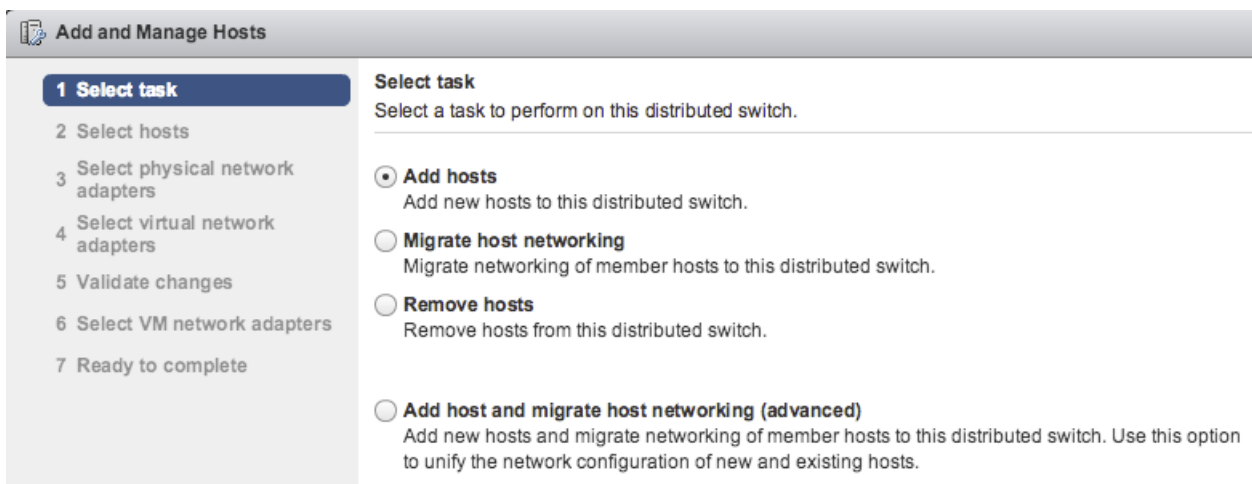 Add and Manage Hosts
1 Select task
2 Select hosts
3 Select physical network
adapters
4 Select virtual network
adapters
5 Validate changes
6 Select VM network adapters
7 Ready to complete
Select task
Select a task to perform on this distributed switch.
Add hosts
Add new hosts to this distributed switch.
Migrate host networking
Migrate networking of member hosts to this distributed switch.
Remove hosts
Remove hosts from this distributed switch.
Add host and migrate host networking (advanced)
Add new hosts and migrate networking of member hosts to this distributed switch. Use this option
to unify the network configuration of new and existing hosts.